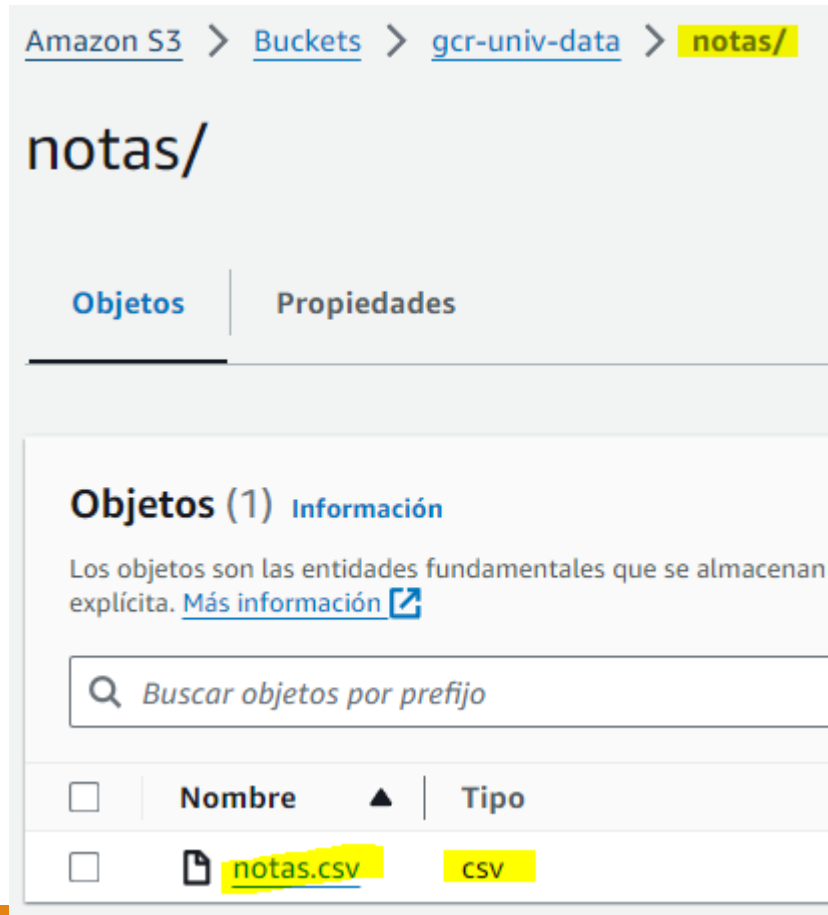 Amazon S3 > Buckets > gcr-univ-data > notas/
notas/
Objetos Propiedades
Objetos (1) Información
Los objetos son las entidades fundamentales que se almacenan
explícita. Más información
Buscar objetos por prefijo
Nombre Tipo
notas.csv csv